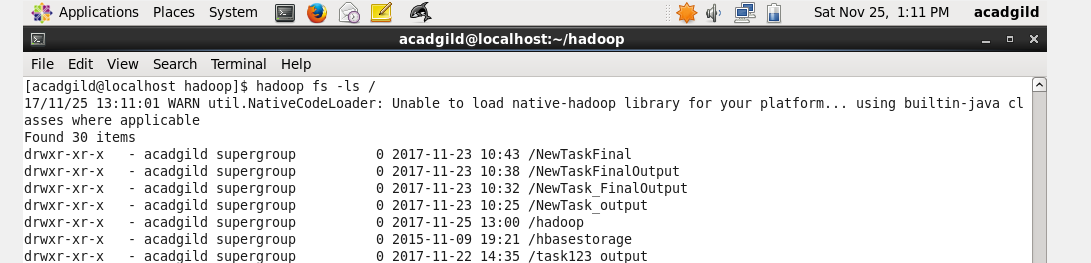 Applications Places System Sat Nov 25, 1:11 PM acadgild
acadgild@localhost:~/hadoop
File Edit View Search Terminal Help
[acadgild@localhost hadoop]$ hadoop fs -ls /
17/11/25 13:11:01 WARN util.NativeCodeLoader: Unable to load native-hadoop library for your platform... using builtin-java cl
asses where applicable
Found 30 items
drwxr-xr-x   - acadgild supergroup          0 2017-11-23 10:43 /NewTaskFinal
drwxr-xr-x   - acadgild supergroup          0 2017-11-23 10:38 /NewTaskFinalOutput
drwxr-xr-x   - acadgild supergroup          0 2017-11-23 10:32 /NewTask_FinalOutput
drwxr-xr-x   - acadgild supergroup          0 2017-11-23 10:25 /NewTask_output
drwxr-xr-x   - acadgild supergroup          0 2017-11-25 13:00 /hadoop
drwxr-xr-x   - acadgild supergroup          0 2015-11-09 19:21 /hbasestorage
drwxr-xr-x   - acadgild supergroup          0 2017-11-22 14:35 /task123_output